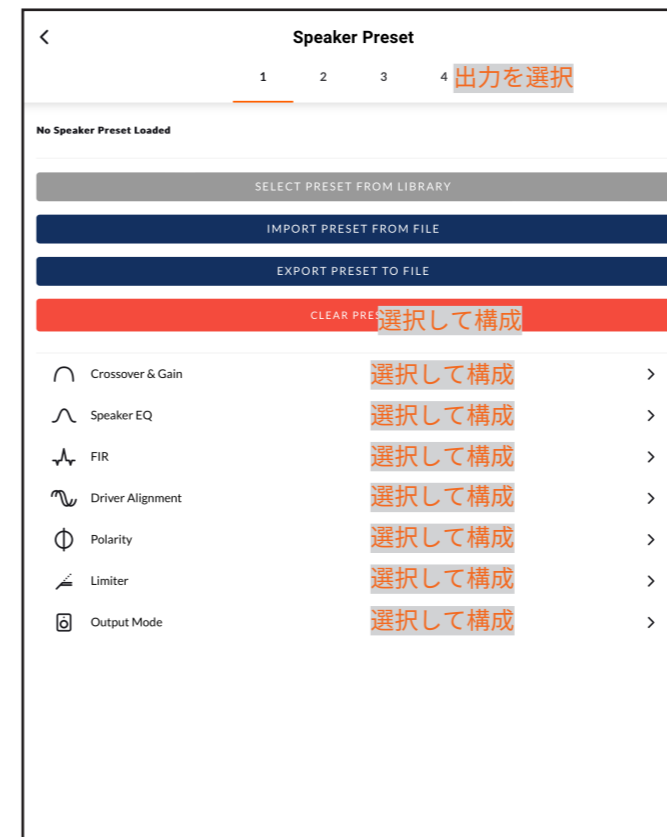 Speaker Preset
1 2 3 4 出力を選択
No Speaker Preset Loaded
SELECT PRESET FROM LIBRARY
IMPORT PRESET FROM FILE
EXPORT PRESET TO FILE
CLEAR PRES 選択して構成
Crossover & Gain 選択して構成
Speaker EQ 選択して構成
FIR 選択して構成
Driver Alignment 選択して構成
Polarity 選択して構成
Limiter 選択して構成
Output Mode 選択して構成